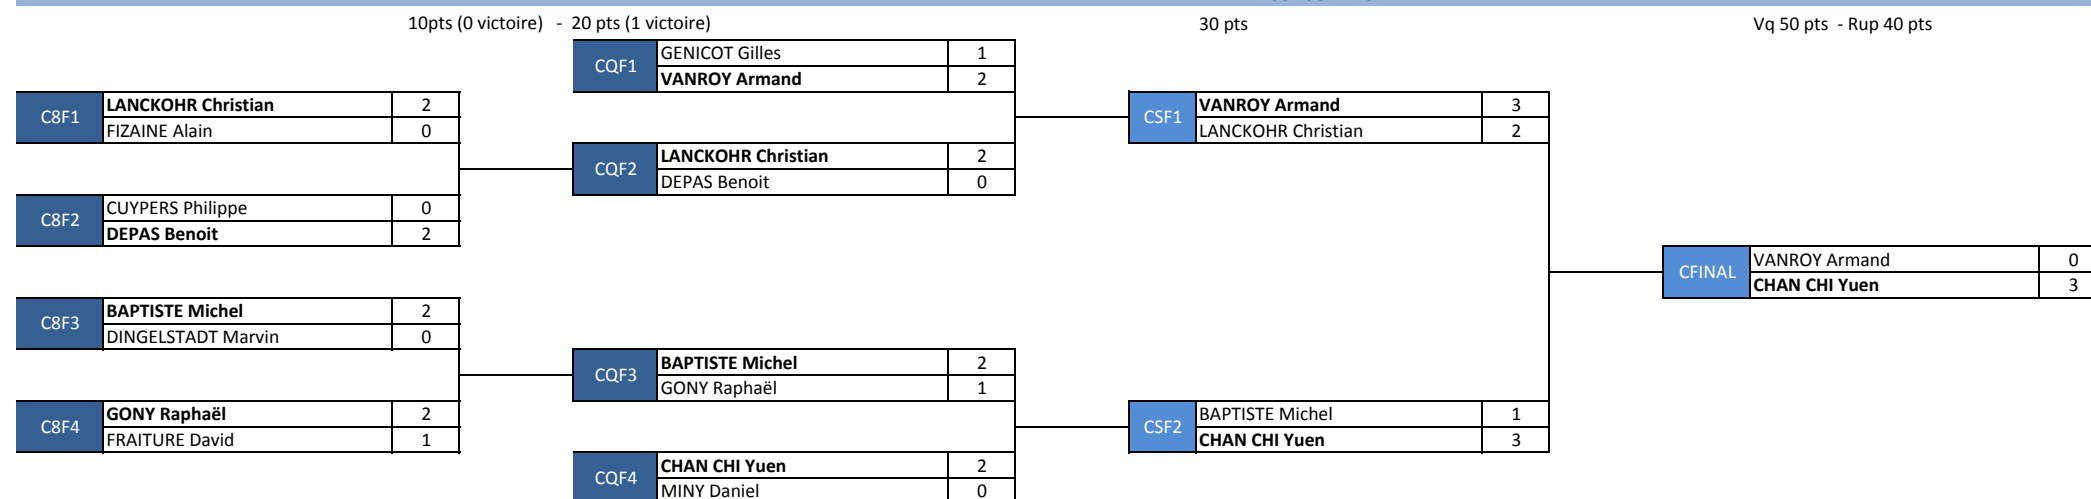 10pts (0 victoire) - 20 pts (1 victoire)
30 pts
Vq 50 pts - Rup 40 pts
C8F1
LANCKOHR Christian 2
FIZAINE Alain 0
C8F2
CUYPERS Philippe 0
DEPAS Benoit 2
C8F3
BAPTISTE Michel 2
DINGELSTADT Marvin 0
C8F4
GONY Raphaël 2
FRAITURE David 1
CQF1
GENICOT Gilles 1
VANROY Armand 2
CQF2
LANCKOHR Christian 2
DEPAS Benoit 0
CQF3
BAPTISTE Michel 2
GONY Raphaël 1
CQF4
CHAN CHI Yuen 2
MINY Daniel 0
CSF1
VANROY Armand 3
LANCKOHR Christian 2
CSF2
BAPTISTE Michel 1
CHAN CHI Yuen 3
CFINAL
VANROY Armand 0
CHAN CHI Yuen 3